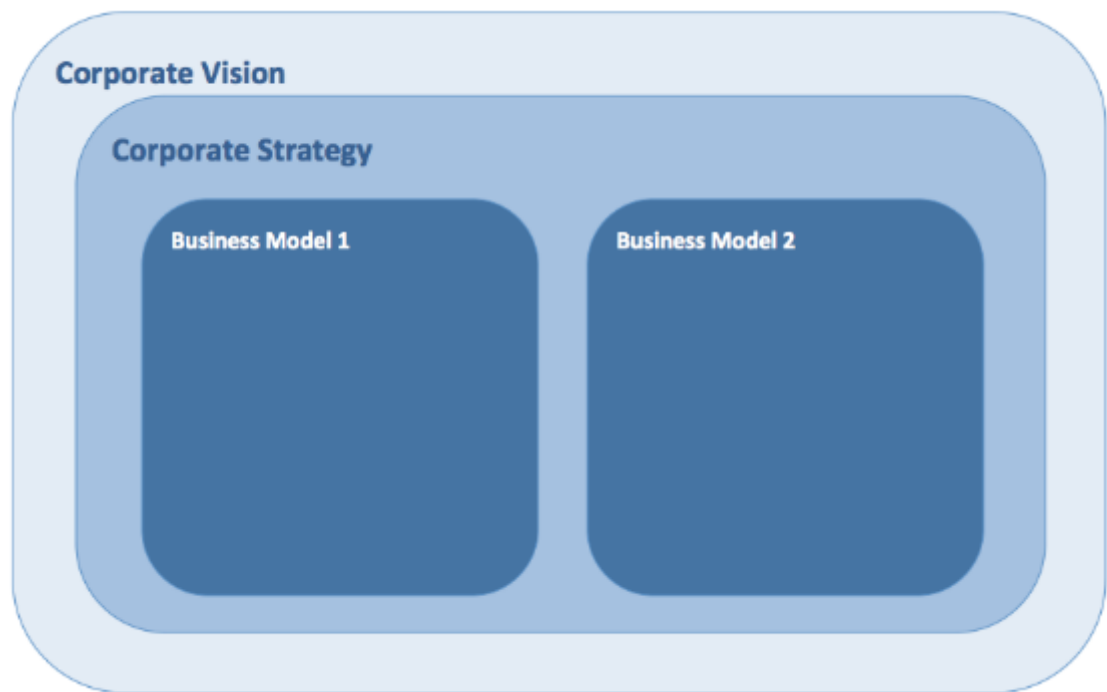 Corporate Vision
Corporate Strategy
Business Model 1
Business Model 2